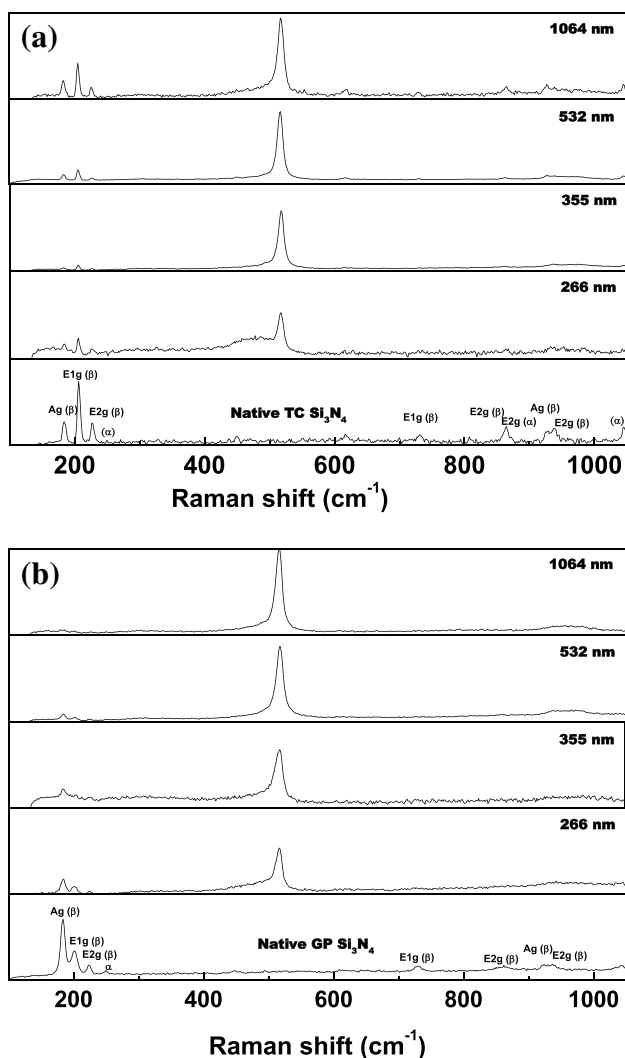 (a)
1064 nm
532 nm
355 nm
266 nm
E1g (β)
Ag (β)
E2g (β)
(α)
Native TC Si₃N₄
E1g (β)
E2g (β)
E2g (α)
Ag (β)
E2g (β)
(α)
200 400 600 800 1000
Raman shift (cm⁻¹)
(b)
1064 nm
532 nm
355 nm
266 nm
Ag (β)
E1g (β)
E2g (β)
α
Native GP Si₃N₄
E1g (β)
E2g (β)
Ag (β)
E2g (β)
200 400 600 800 1000
Raman shift (cm⁻¹)